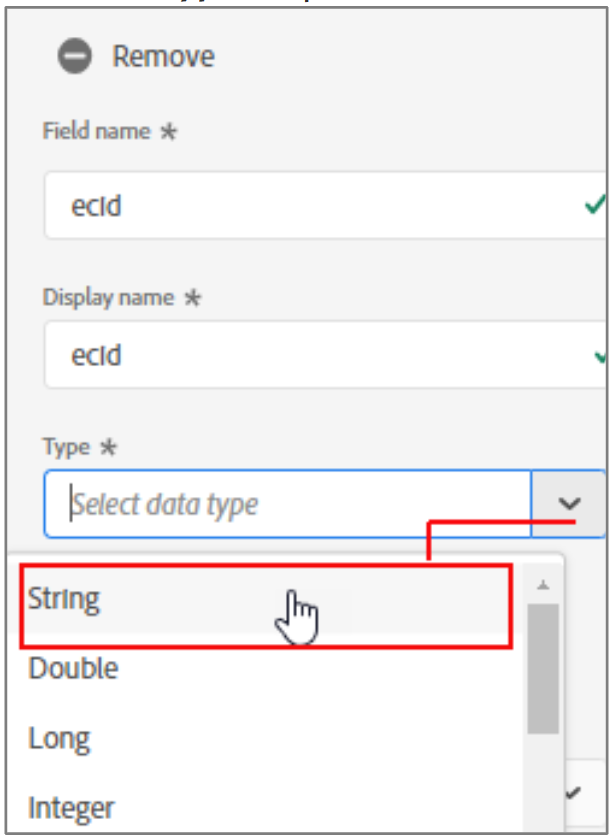 Remove
Field name *
ecid
Display name *
ecid
Type *
Select data type
String
Double
Long
Integer